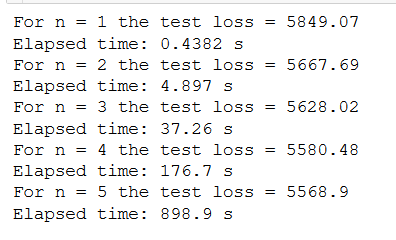 For n = 1 the test loss = 5849.07
Elapsed time: 0.4382 s
For n = 2 the test loss = 5667.69
Elapsed time: 4.897 s
For n = 3 the test loss = 5628.02
Elapsed time: 37.26 s
For n = 4 the test loss = 5580.48
Elapsed time: 176.7 s
For n = 5 the test loss = 5568.9
Elapsed time: 898.9 s